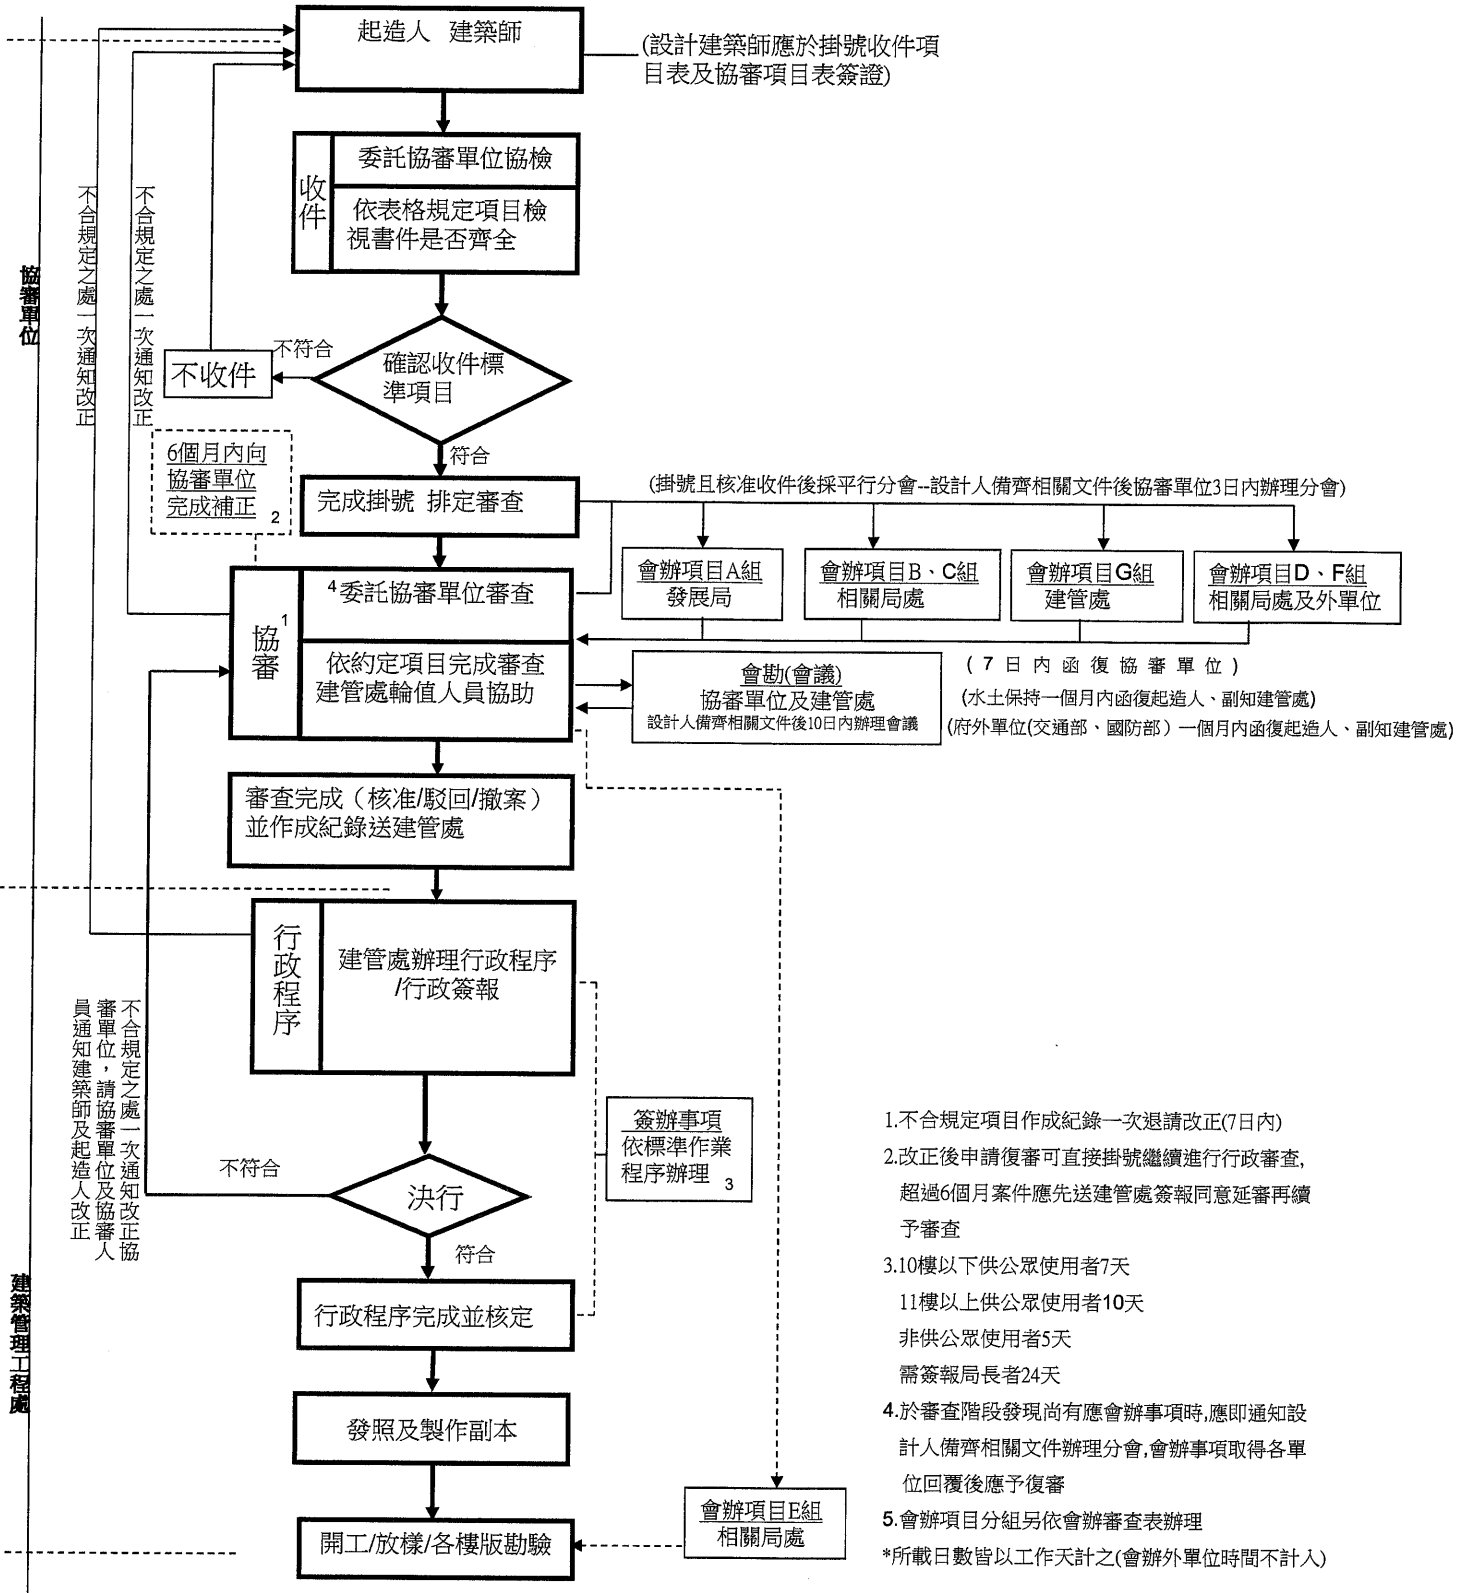 起造人 建築師
(設計建築師應於掛號收件項
目表及協審項目表簽證)
收件
委託協審單位協檢
依表格規定項目檢
視書件是否齊全
不合規定之處一次通知改正
不合規定之處一次通知改正
協審單位
不收件
不符合
確認收件標
準項目
符合
6個月內向
協審單位
完成補正 2
完成掛號 排定審查
(掛號且核准收件後採平行分會--設計人備齊相關文件後協審單位3日內辦理分會)
會辦項目A組
發展局
會辦項目B、C組
相關局處
會辦項目G組
建管處
會辦項目D、F組
相關局處及外單位
協審 1
4委託協審單位審查
依約定項目完成審查
建管處輪值人員協助
會勘(會議)
協審單位及建管處
設計人備齊相關文件後10日內辦理會議
(7日內函復協審單位)
(水土保持一個月內函復起造人、副知建管處)
(府外單位(交通部、國防部）一個月內函復起造人、副知建管處)
審查完成（核准/駁回/撤案）
並作成紀錄送建管處
行政程序
建管處辦理行政程序
/行政簽報
不合規定之處一次通知改正協
審單位，請協審單位及協審人
員通知建築師及起造人改正
不符合
決行
符合
簽辦事項
依標準作業
程序辦理 3
建築管理工程處
行政程序完成並核定
發照及製作副本
開工/放樣/各樓版勘驗
會辦項目E組
相關局處
1.不合規定項目作成紀錄一次退請改正(7日內)
2.改正後申請復審可直接掛號繼續進行行政審查,
超過6個月案件應先送建管處簽報同意延審再續
予審查
3.10樓以下供公眾使用者7天
11樓以上供公眾使用者10天
非供公眾使用者5天
需簽報局長者24天
4.於審查階段發現尚有應會辦事項時,應即通知設
計人備齊相關文件辦理分會,會辦事項取得各單
位回覆後應予復審
5.會辦項目分組另依會辦審查表辦理
*所載日數皆以工作天計之(會辦外單位時間不計入)